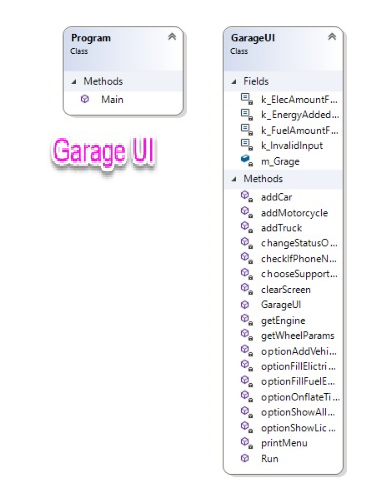 Program
Class
Methods
Main
Garage UI
GarageUI
Class
Fields
k_ElecAmountF...
k_EnergyAdded...
k_FuelAmountF...
k_InvalidInput
m_Grage
Methods
addCar
addMotorcycle
addTruck
changeStatusO...
checkIfPhoneN...
chooseSupport...
clearScreen
GarageUI
getEngine
getWheelParams
optionAddVehi...
optionFillElictri...
optionFillFuelE...
optionOnflateTi...
optionShowAll...
optionShowLic...
printMenu
Run